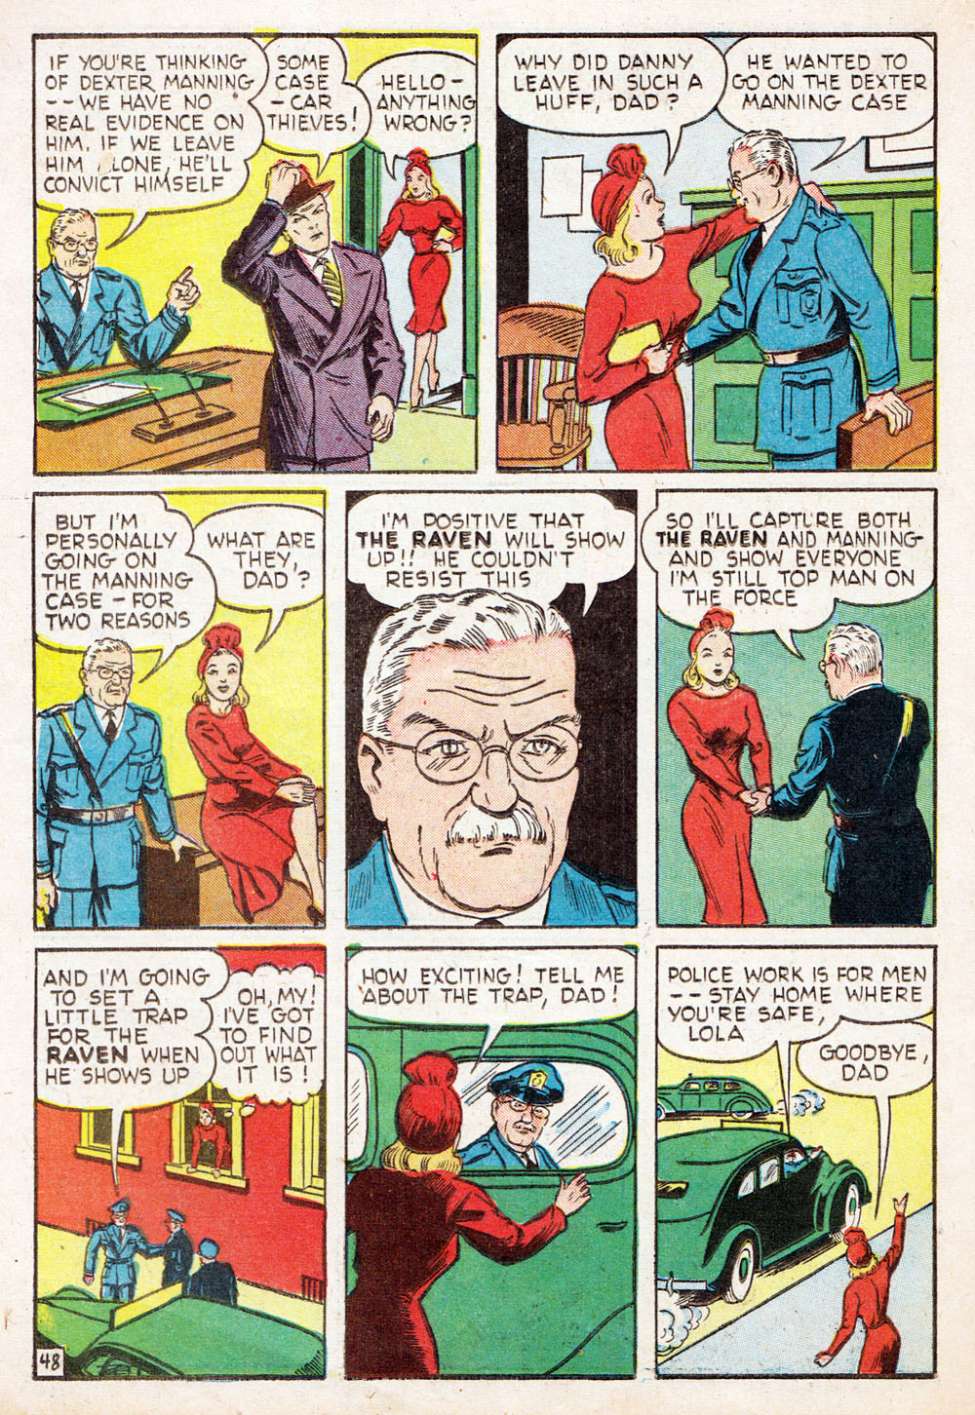 IF YOU'RE THINKING
OF DEXTER MANNING
-- WE HAVE NO
REAL EVIDENCE ON
HIM. IF WE LEAVE
HIM LONE, HE'LL
CONVICT HIMSELF
SOME
CASE
- CAR
THIEVES!
HELLO -
ANYTHING
WRONG?
WHY DID DANNY
LEAVE IN SUCH A
HUFF, DAD?
HE WANTED TO
GO ON THE DEXTER
MANNING CASE
BUT I'M
PERSONALLY
GOING ON
THE MANNING
CASE - FOR
TWO REASONS
WHAT ARE
THEY,
DAD?
I'M POSITIVE THAT
THE RAVEN WILL SHOW
UP!! HE COULDN'T
RESIST THIS
SO I'LL CAPTURE BOTH
THE RAVEN AND MANNING-
AND SHOW EVERYONE
I'M STILL TOP MAN ON
THE FORCE
AND I'M GOING
TO SET A
LITTLE TRAP
FOR THE
RAVEN WHEN
HE SHOWS UP
OH, MY!
I'VE GOT
TO FIND
OUT WHAT
IT IS!
HOW EXCITING! TELL ME
ABOUT THE TRAP, DAD!
POLICE WORK IS FOR MEN
-- STAY HOME WHERE
YOU'RE SAFE,
LOLA
GOODBYE,
DAD
48